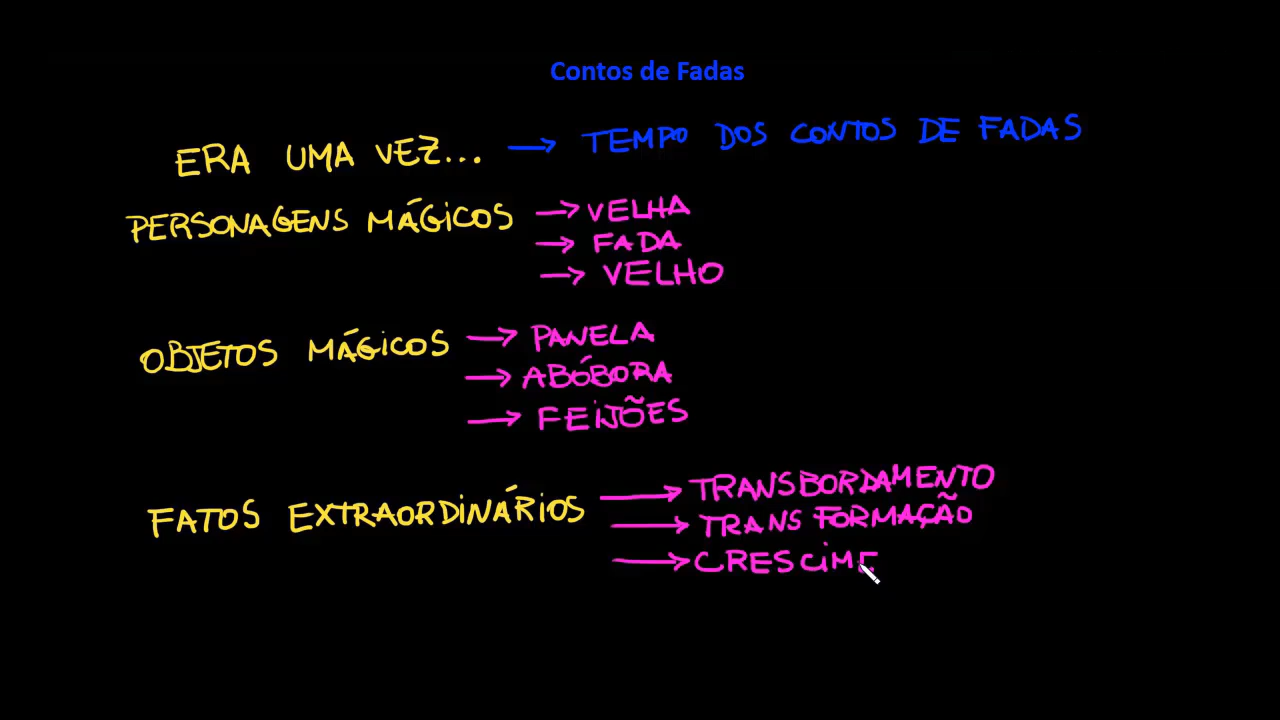 Contos de Fadas
ERA UMA VEZ... → TEMPO DOS CONTOS DE FADAS
PERSONAGENS MÁGICOS → VELHA
→ FADA
→ VELHO
OBJETOS MÁGICOS → PANELA
→ ABÓBORA
→ FEIJÕES
FATOS EXTRAORDINÁRIOS → TRANSBORDAMENTO
→ TRANSFORMAÇÃO
→ CRESCIME